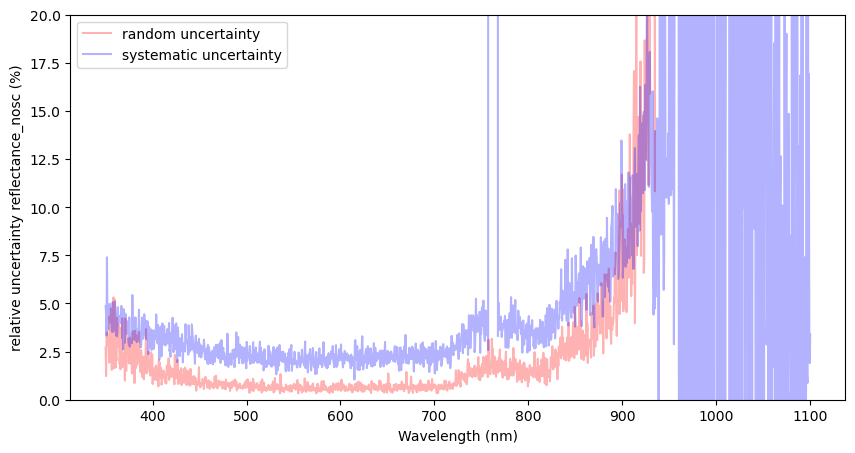 random uncertainty
systematic uncertainty
relative uncertainty reflectance_nosc (%)
20.0
17.5
15.0
12.5
10.0
7.5
5.0
2.5
0.0
400 500 600 700 800 900 1000 1100
Wavelength (nm)